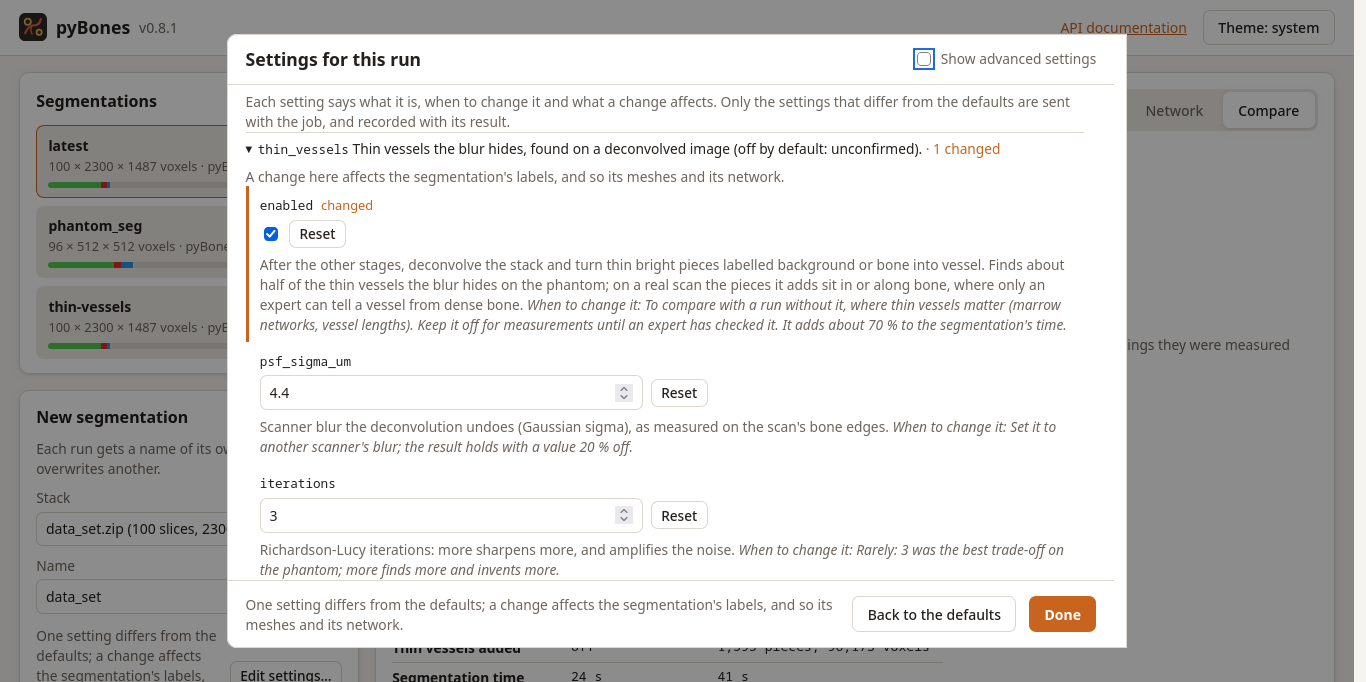 pyBones v0.8.1
API documentation
Theme: system
Segmentations
latest
100 × 2300 × 1487 voxels · pyB
phantom_seg
96 × 512 × 512 voxels · pyBone
thin-vessels
100 × 2300 × 1487 voxels · pyB
New segmentation
Each run gets a name of its ow
overwrites another.
Stack
data_set.zip (100 slices, 230
Name
data_set
One setting differs from the
defaults; a change affects
the segmentation's labels,
Edit settings...
Network
Compare
ings they were measured
Settings for this run
Show advanced settings
Each setting says what it is, when to change it and what a change affects. Only the settings that differ from the defaults are sent
with the job, and recorded with its result.
▾ thin_vessels Thin vessels the blur hides, found on a deconvolved image (off by default: unconfirmed). · 1 changed
A change here affects the segmentation's labels, and so its meshes and its network.
enabled changed
Reset
After the other stages, deconvolve the stack and turn thin bright pieces labelled background or bone into vessel. Finds about
half of the thin vessels the blur hides on the phantom; on a real scan the pieces it adds sit in or along bone, where only an
expert can tell a vessel from dense bone. When to change it: To compare with a run without it, where thin vessels matter (marrow
networks, vessel lengths). Keep it off for measurements until an expert has checked it. It adds about 70 % to the segmentation's time.
psf_sigma_um
4.4
Reset
Scanner blur the deconvolution undoes (Gaussian sigma), as measured on the scan's bone edges. When to change it: Set it to
another scanner's blur; the result holds with a value 20 % off.
iterations
3
Reset
Richardson-Lucy iterations: more sharpens more, and amplifies the noise. When to change it: Rarely: 3 was the best trade-off on
the phantom; more finds more and invents more.
One setting differs from the defaults; a change affects the segmentation's labels, and so its
meshes and its network.
Back to the defaults
Done
Thin vessels added
Segmentation time 24 s 41 s